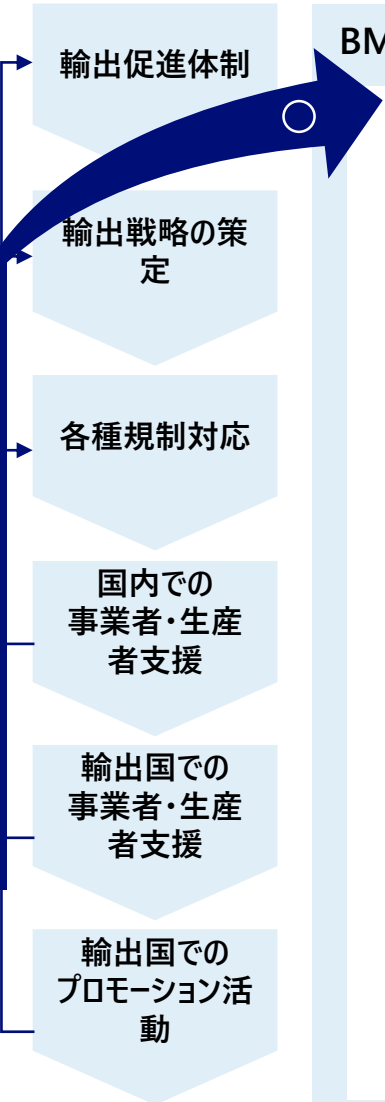 輸出促進体制
BM
輸出戦略の策
定
各種規制対応
国内での
事業者・生産
者支援
輸出国での
事業者・生産
者支援
輸出国での
プロモーション活
動